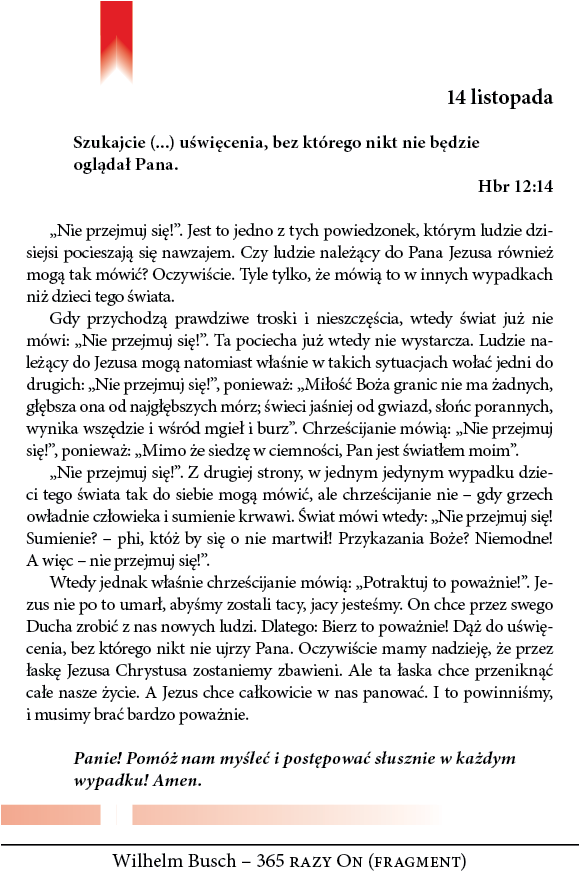 14 listopada
Szukajcie (...) uświęcenia, bez którego nikt nie będzie
oglądał Pana.
Hbr 12:14
„Nie przejmuj się!”. Jest to jedno z tych powiedzonek, którym ludzie dzi-
siejsi pocieszają się nawzajem. Czy ludzie należący do Pana Jezusa również
mogą tak mówić? Oczywiście. Tyle tylko, że mówią to w innych wypadkach
niż dzieci tego świata.
Gdy przychodzą prawdziwe troski i nieszczęścia, wtedy świat już nie
mówi: „Nie przejmuj się!”. Ta pociecha już wtedy nie wystarcza. Ludzie na-
leżący do Jezusa mogą natomiast właśnie w takich sytuacjach wołać jedni do
drugich: „Nie przejmuj się!”, ponieważ: „Miłość Boża granic nie ma żadnych,
głębsza ona od najgłębszych mórz; świeci jaśniej od gwiazd, słońc porannych,
wynika wszędzie i wśród mgieł i burz”. Chrześcijanie mówią: „Nie przejmuj
się!”, ponieważ: „Mimo że siedzę w ciemności, Pan jest światłem moim”.
„Nie przejmuj się!”. Z drugiej strony, w jednym jedynym wypadku dzie-
ci tego świata tak do siebie mogą mówić, ale chrześcijanie nie – gdy grzech
owładnie człowieka i sumienie krwawi. Świat mówi wtedy: „Nie przejmuj się!
Sumienie? – phi, któż by się o nie martwił! Przykazania Boże? Niemodne!
A więc – nie przejmuj się!”.
Wtedy jednak właśnie chrześcijanie mówią: „Potraktuj to poważnie!”. Je-
zus nie po to umarł, abyśmy zostali tacy, jacy jesteśmy. On chce przez swego
Ducha zrobić z nas nowych ludzi. Dlatego: Bierz to poważnie! Dąż do uświę-
cenia, bez którego nikt nie ujrzy Pana. Oczywiście mamy nadzieję, że przez
łaskę Jezusa Chrystusa zostaniemy zbawieni. Ale ta łaska chce przeniknąć
całe nasze życie. A Jezus chce całkowicie w nas panować. I to powinniśmy,
i musimy brać bardzo poważnie.
Panie! Pomóż nam myśleć i postępować słusznie w każdym
wypadku! Amen.
Wilhelm Busch – 365 RAZY ON (FRAGMENT)